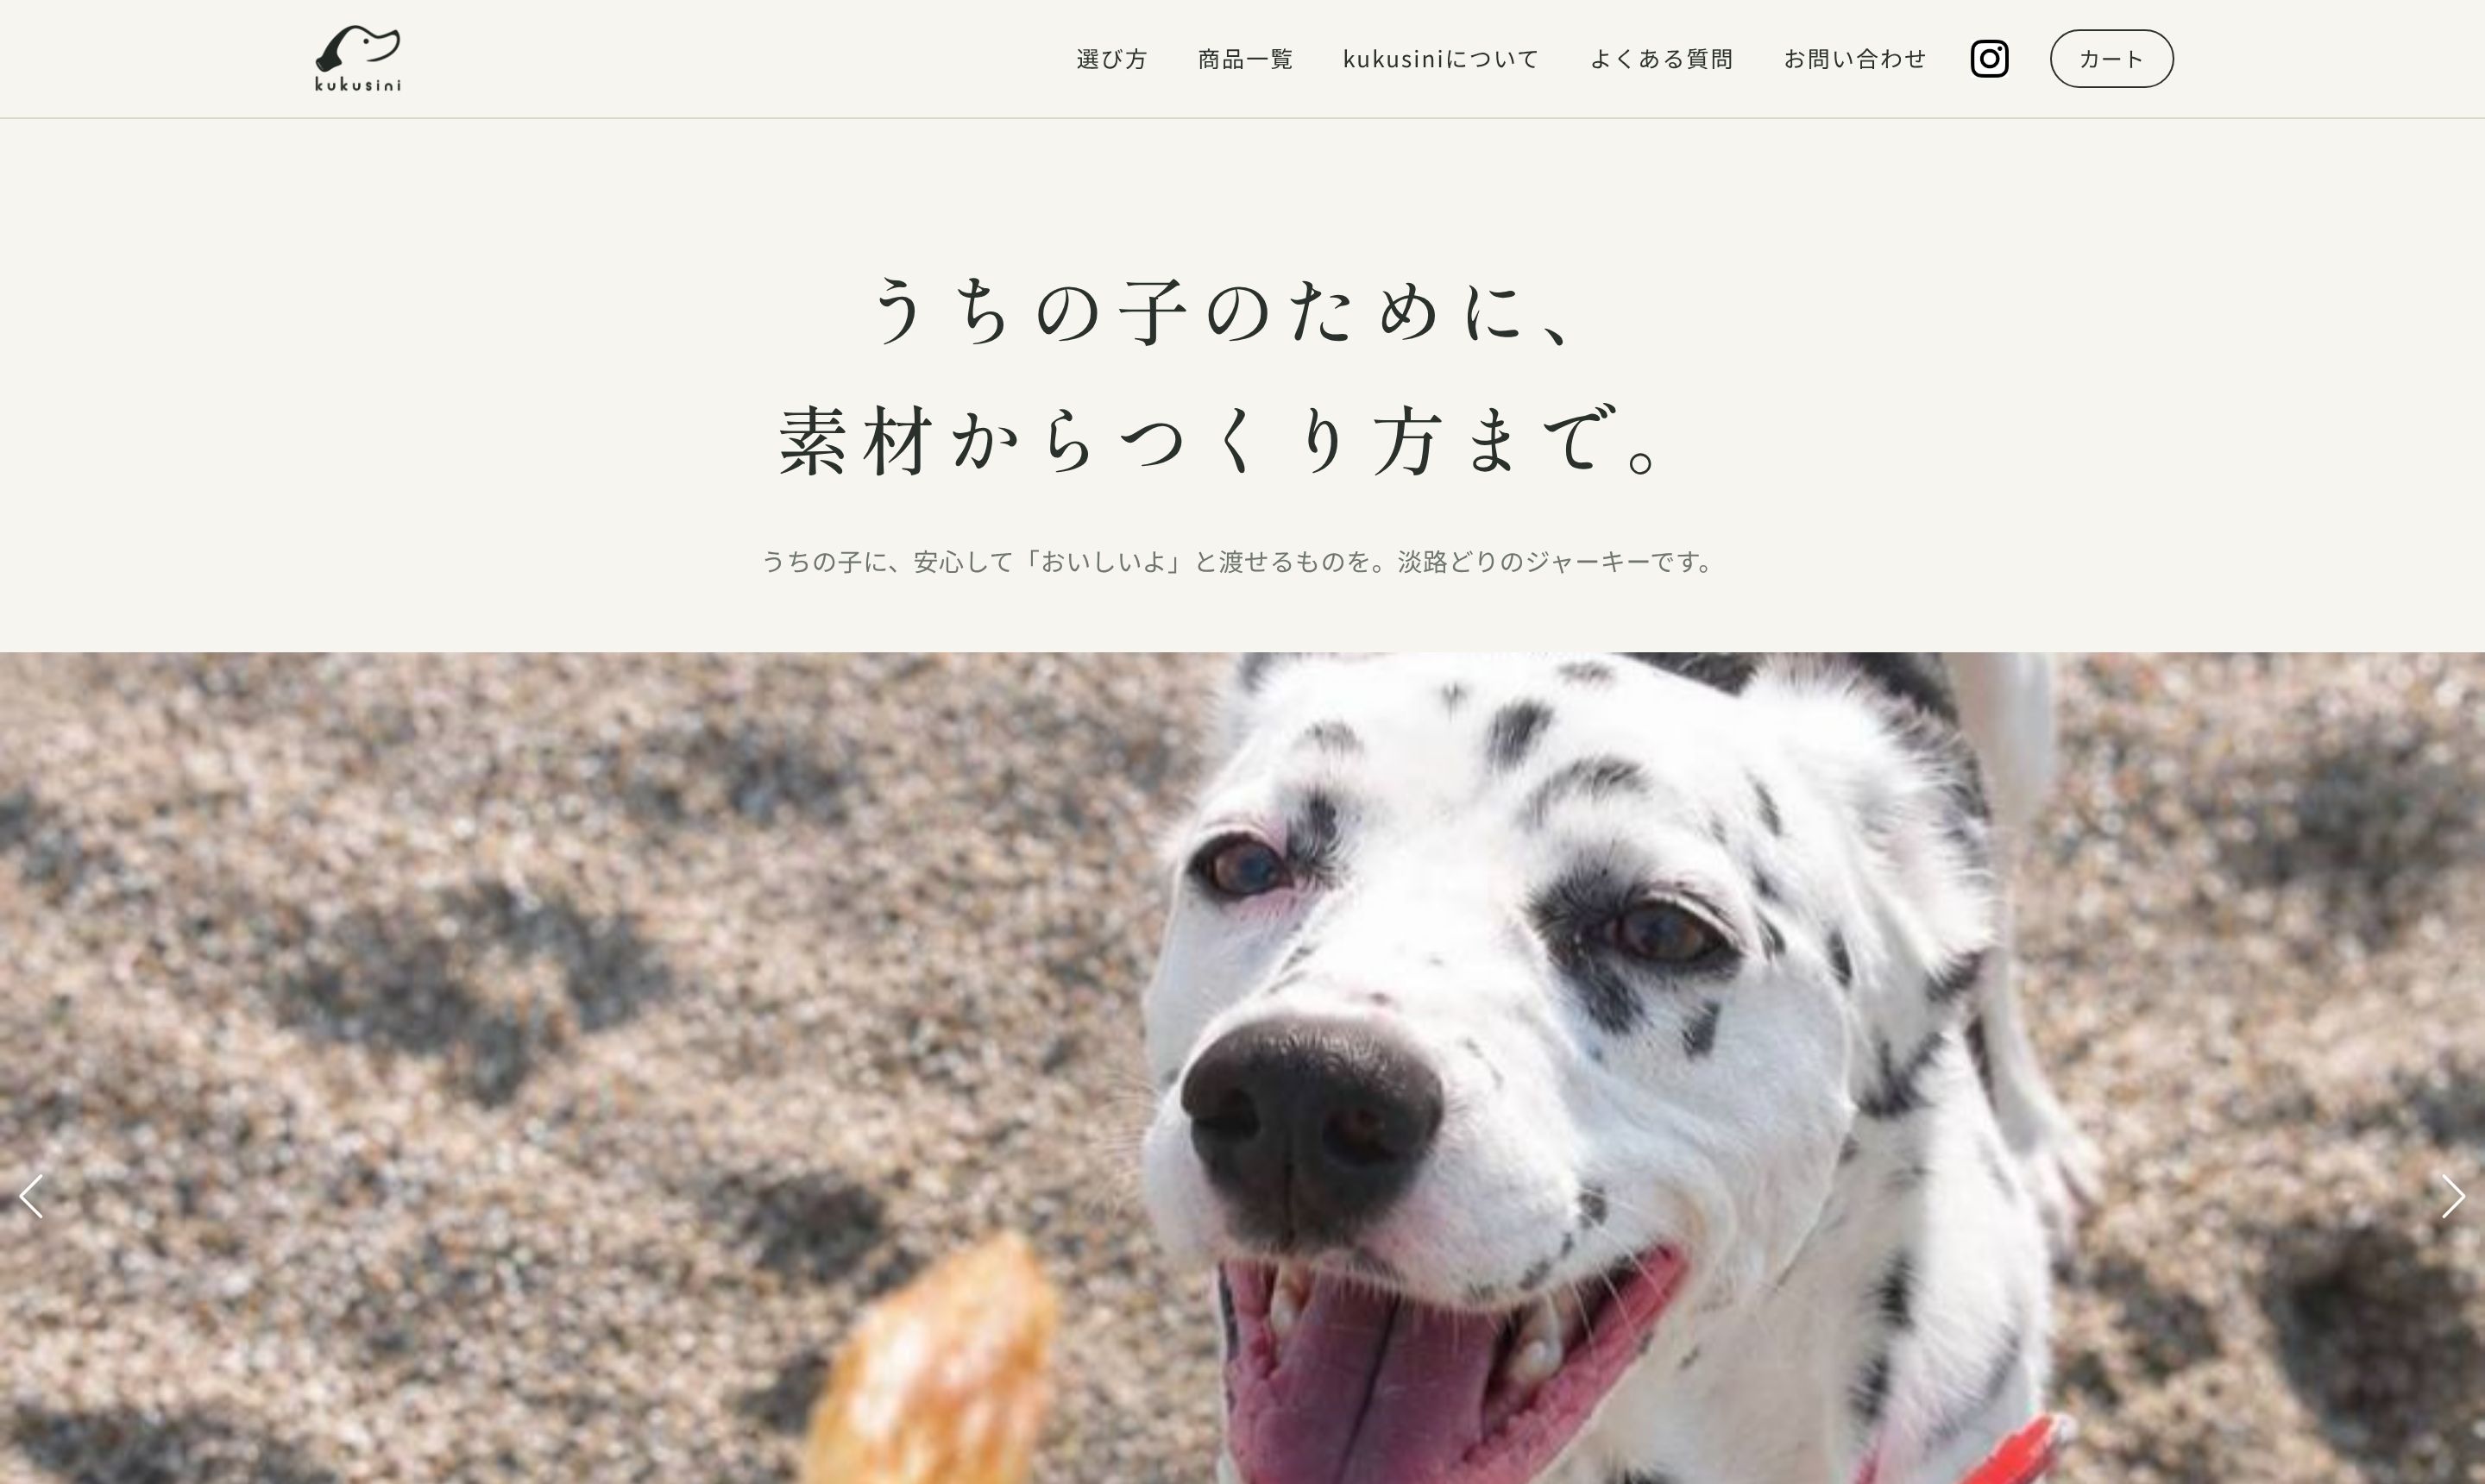 kukusini
選び方
商品一覧
kukusiniについて
よくある質問
お問い合わせ
カート
うちの子のために、
素材からつくり方まで。
うちの子に、安心して「おいしいよ」と渡せるものを。淡路どりのジャーキーです。